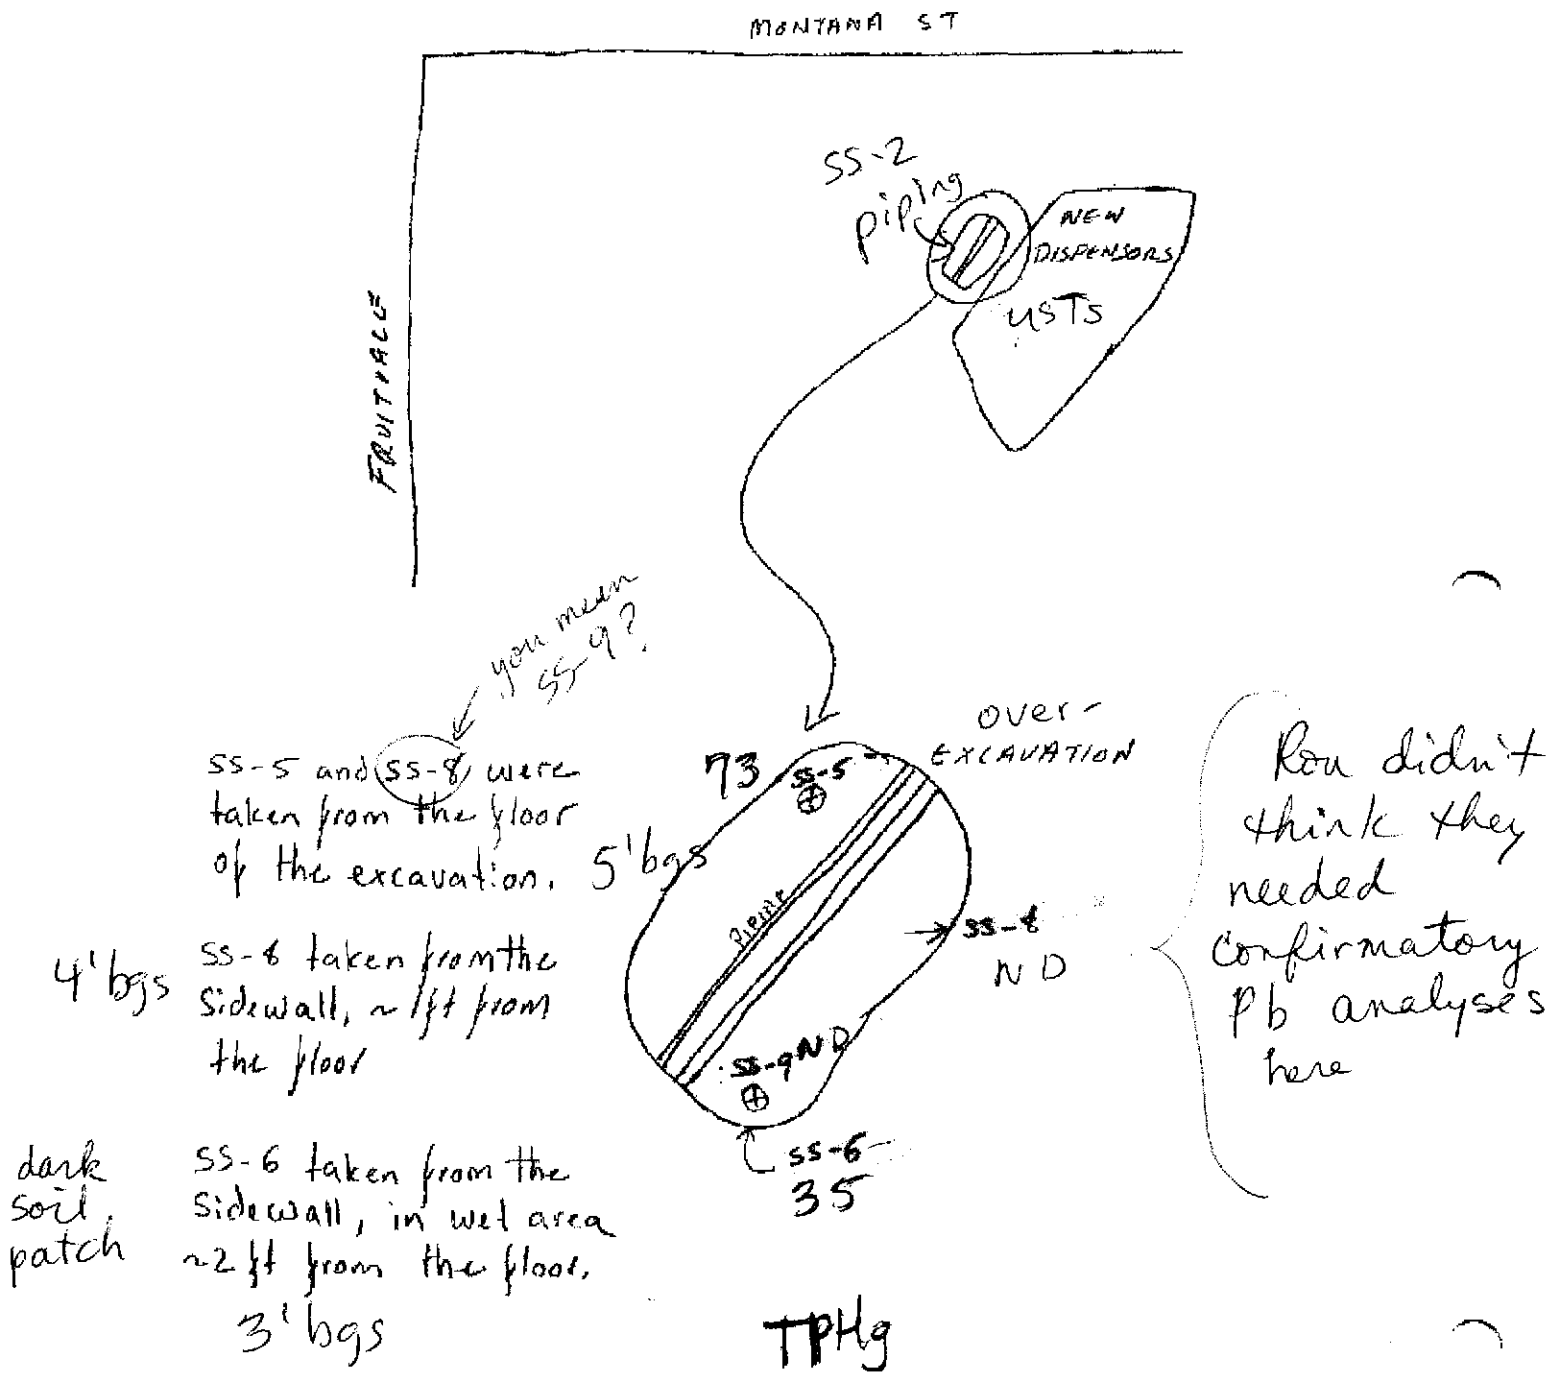 MONTANA ST
FRUITVALE
SS-2
piping
NEW
DISPENSORS
USTs
you mean
SS-9?
SS-5 and SS-8 were
taken from the floor
of the excavation.
5'bgs
4'bgs
SS-8 taken from the
Sidewall, ~1ft from
the floor
dark
soil
patch
SS-6 taken from the
Sidewall, in wet area
~2 ft from the floor.
3'bgs
over-
EXCAVATION
73
SS-5
PIPING
SS-8
ND
SS-9 ND
SS-6
35
TPHg
Ron didn't
think they
needed
confirmatory
Pb analyses
here